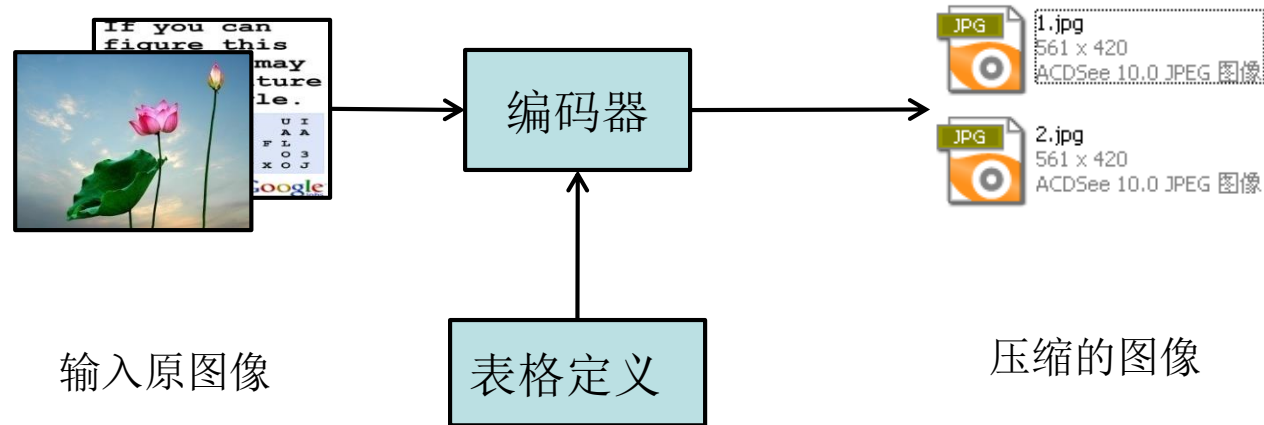 If you can
figure this
may
ture
le.
U I
A A
F L
O 3
X O J
Google
编码器
JPG
1.jpg
561 x 420
ACDSee 10.0 JPEG 图像
JPG
2.jpg
561 x 420
ACDSee 10.0 JPEG 图像
输入原图像
表格定义
压缩的图像